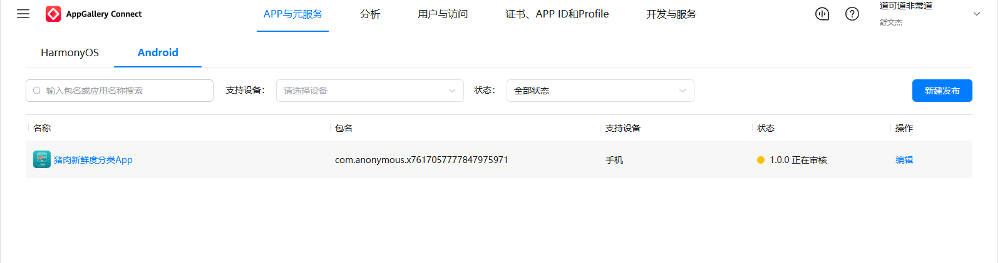 AppGallery Connect
APP与元服务 分析 用户与访问 证书、APP ID和Profile 开发与服务
道可道非常道
舒文杰
HarmonyOS Android
输入包名或应用名称搜索 支持设备： 请选择设备 状态： 全部状态 新建发布
名称 包名 支持设备 状态 操作
猪肉新鲜度分类App com.anonymous.x7617057777847975971 手机 1.0.0 正在审核 编辑